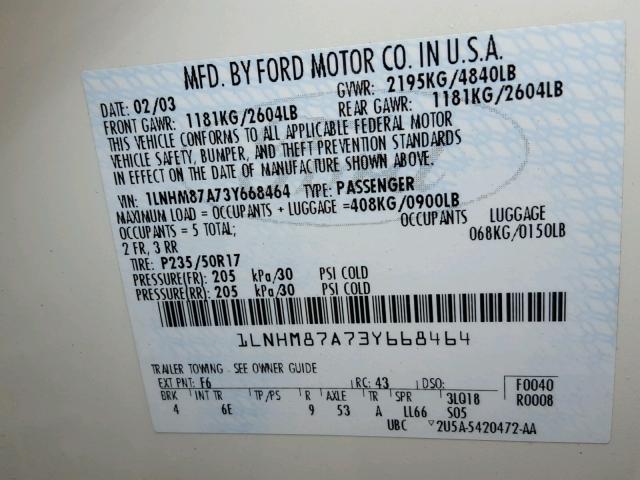 MFD. BY FORD MOTOR CO. IN U.S.A.
DATE: 02/03 GVWR: 2195KG/4840LB
FRONT GAWR: 1181KG/2604LB REAR GAWR: 1181KG/2604LB
THIS VEHICLE CONFORMS TO ALL APPLICABLE FEDERAL MOTOR
VEHICLE SAFETY, BUMPER, AND THEFT PREVENTION STANDARDS
IN EFFECT ON THE DATE OF MANUFACTURE SHOWN ABOVE.
VIN: 1LNHM87A73Y668464 TYPE: PASSENGER
MAXIMUM LOAD = OCCUPANTS + LUGGAGE =408KG/0900LB
OCCUPANTS = 5 TOTAL; OCCUPANTS LUGGAGE
2 FR, 3 RR 068KG/0150LB
TIRE: P235/50R17
PRESSURE(FR): 205 kPa/30 PSI COLD
PRESSURE(RR): 205 kPa/30 PSI COLD
1LNHM87A73Y668464
TRAILER TOWING - SEE OWNER GUIDE
EXT PNT: F6 RC: 43 DSO: F0040
BRK INT TR TP/PS R AXLE TR SPR 3LQ18 R0008
4 6E 9 53 A LL66 S05
UBC ▽2U5A-5420472-AA